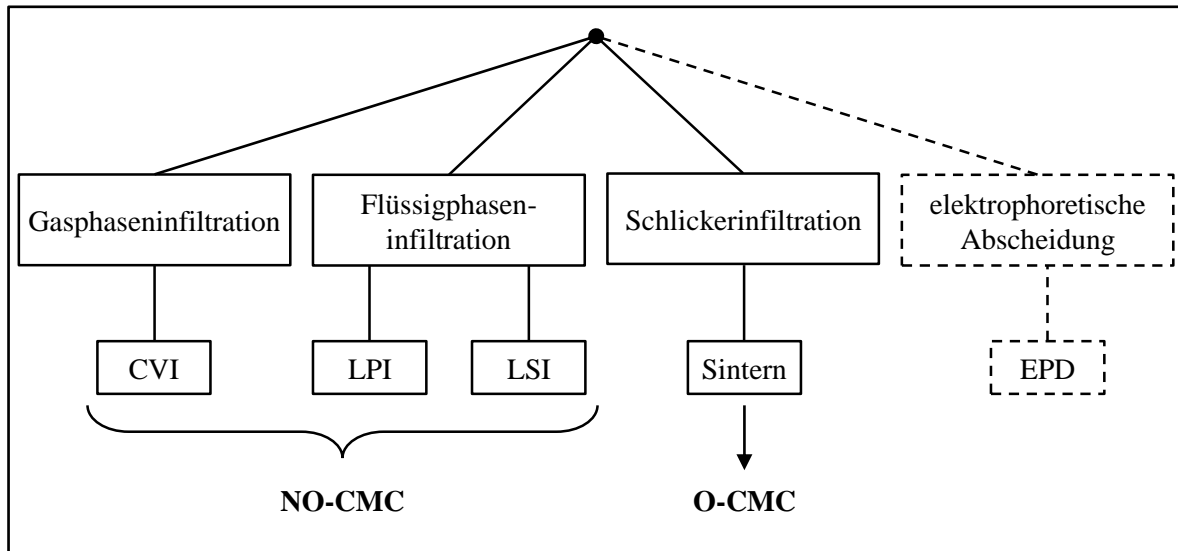 Gasphaseninfiltration
Flüssigphasen-
infiltration
Schlickerinfiltration
elektrophoretische
Abscheidung
CVI
LPI
LSI
Sintern
EPD
NO-CMC
O-CMC